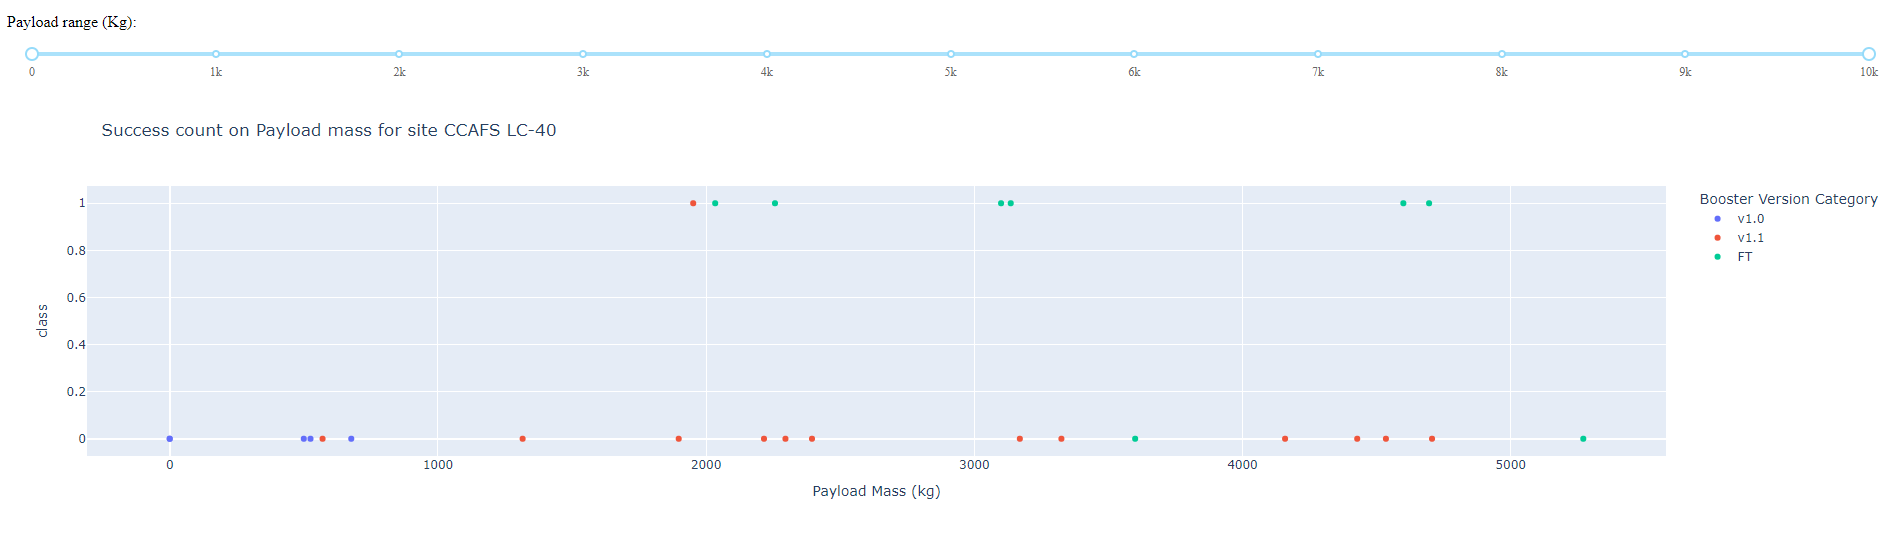 Payload range (Kg):
0 1k 2k 3k 4k 5k 6k 7k 8k 9k 10k
Success count on Payload mass for site CCAFS LC-40
1
0.8
0.6
0.4
0.2
0
class
0 1000 2000 3000 4000 5000
Payload Mass (kg)
Booster Version Category
v1.0
v1.1
FT